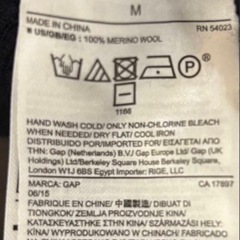 M
MADE IN CHINA
RN 54023
US/GB/EG : 100% MERINO WOOL
1166
HAND WASH COLD/ ONLY NON-CHLORINE BLEACH
WHEN NEEDED/ DRY FLAT/ COOL IRON
DISTRIBUIDO POR/IMPORTED FOR/ΕΙΣΑΓΕΤΑΙ ΑΠΟ
THN: Gap (Netherlands) B.V./ Gap Europe Ltd/ Gap (UK
Holdings) Ltd/Berkeley Square House Berkeley Square,
London W1J 6BS Egypt Importer: RIGE, LLC
MARCA: GAP
CA 17897
06/15
FABRIQUE EN CHINE/ 中國製造/ DIBUAT DI
TIONGKOK/ ZEMLJA PROIZVODNJE KINA/
ΚΑΤΑΣΚΕΥΑΣΤΗΚΕ ΣΤΗΝ ΚΙΝΑ/ SZÁRMAZÁSI HELY:
KÍNA/ WYPRODUKOWANO W CHINACH/ FABRICAT